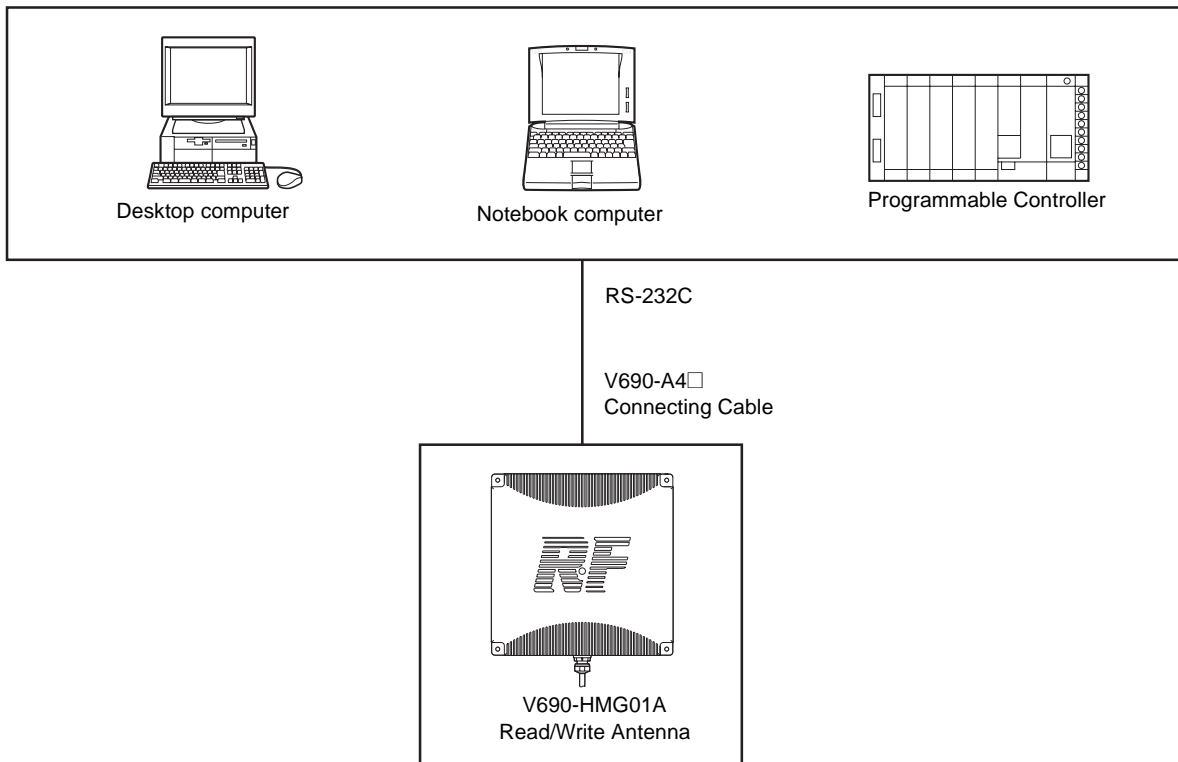 Desktop computer
Notebook computer
Programmable Controller
RS-232C
V690-A4□
Connecting Cable
RF
V690-HMG01A
Read/Write Antenna